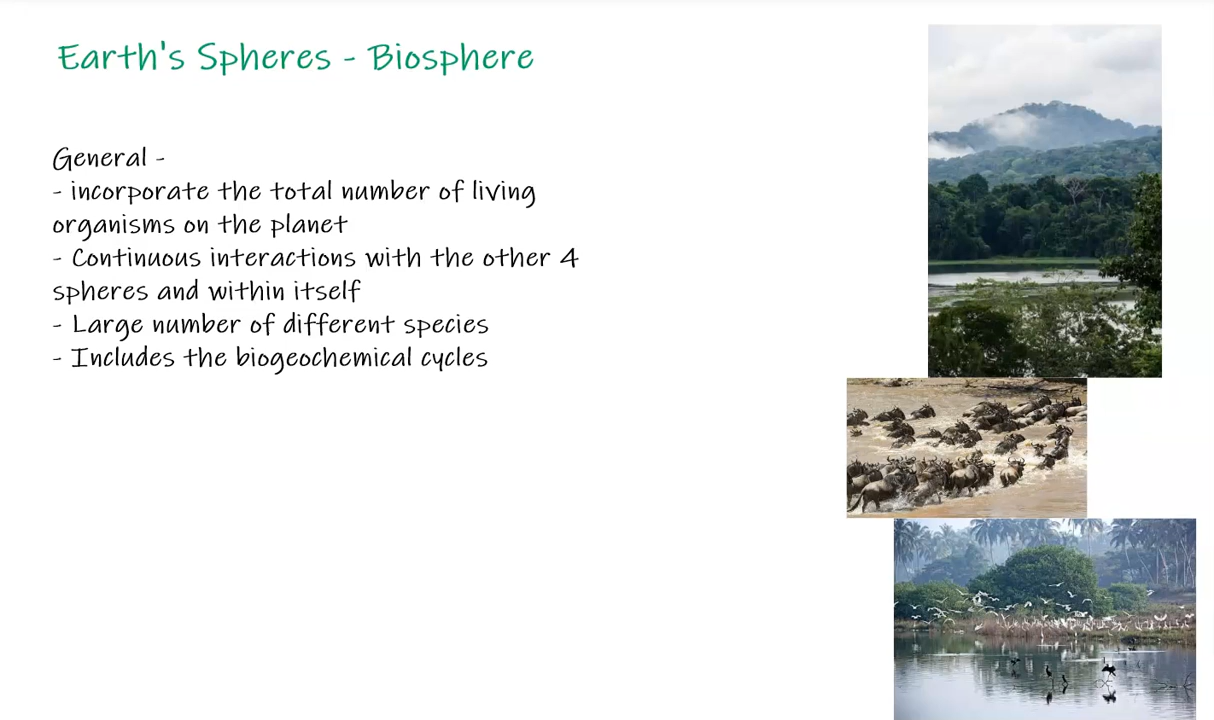 Earth's Spheres - Biosphere
General -
- incorporate the total number of living
organisms on the planet
- Continuous interactions with the other 4
spheres and within itself
- Large number of different species
- Includes the biogeochemical cycles